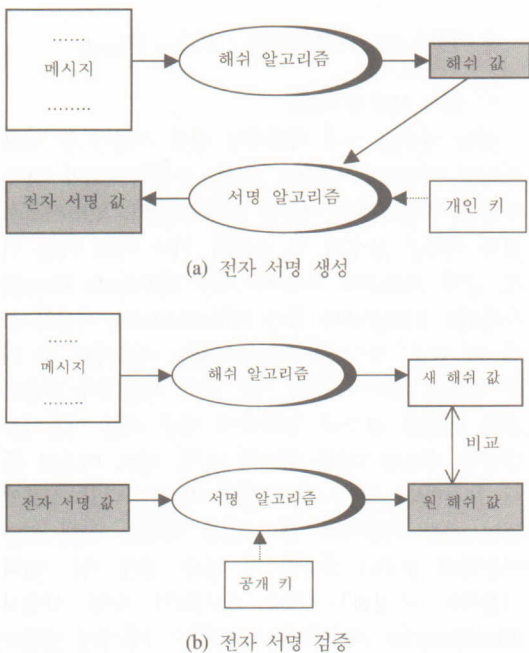 ......
메시지
........
해쉬 알고리즘
해쉬 값
전자 서명 값
서명 알고리즘
개인 키
(a) 전자 서명 생성
......
메시지
........
해쉬 알고리즘
새 해쉬 값
비교
전자 서명 값
서명 알고리즘
원 해쉬 값
공개 키
(b) 전자 서명 검증